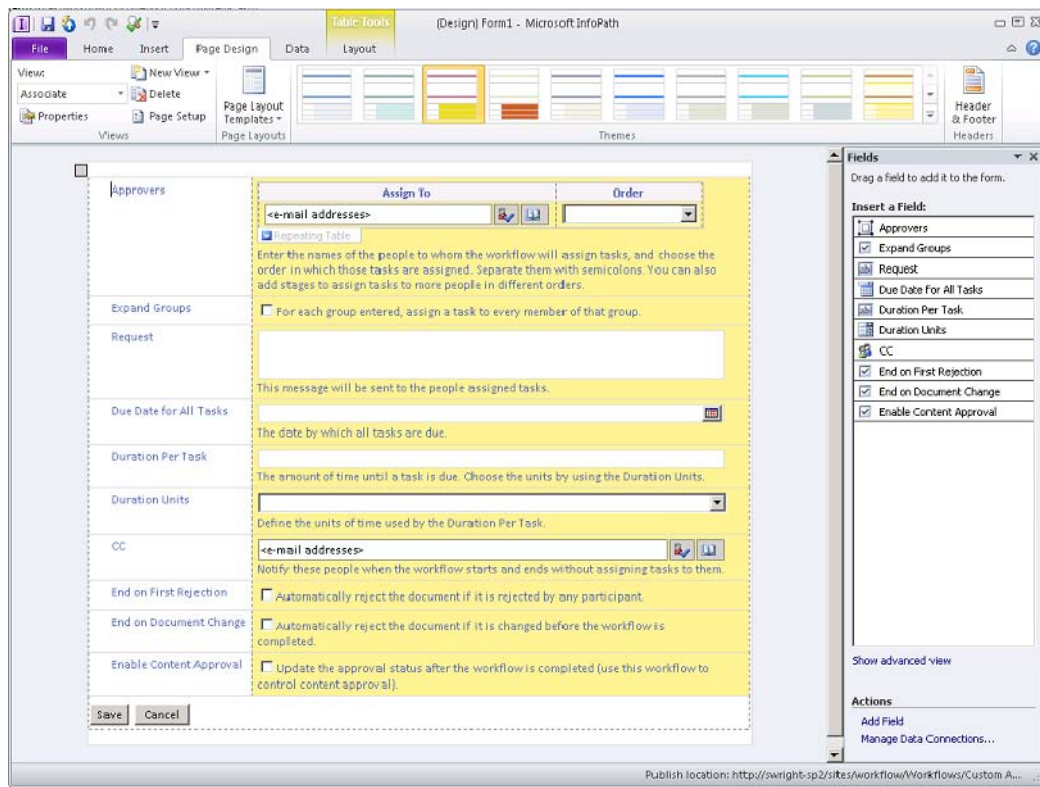 Table Tools
(Design) Form1 - Microsoft InfoPath
File Home Insert Page Design Data Layout
View:
Associate
Properties
New View
Delete
Page Setup
Views
Page Layout
Templates
Page Layouts
Themes
Header
& Footer
Headers
Approvers
Assign To Order
<e-mail addresses>
Repeating Table
Enter the names of the people to whom the workflow will assign tasks, and choose the
order in which those tasks are assigned. Separate them with semicolons. You can also
add stages to assign tasks to more people in different orders.
Expand Groups
For each group entered, assign a task to every member of that group.
Request
This message will be sent to the people assigned tasks.
Due Date for All Tasks
The date by which all tasks are due.
Duration Per Task
The amount of time until a task is due. Choose the units by using the Duration Units.
Duration Units
Define the units of time used by the Duration Per Task.
CC
<e-mail addresses>
Notify these people when the workflow starts and ends without assigning tasks to them.
End on First Rejection
Automatically reject the document if it is rejected by any participant.
End on Document Change
Automatically reject the document if it is changed before the workflow is
completed.
Enable Content Approval
Update the approval status after the workflow is completed (use this workflow to
control content approval).
Save Cancel
Fields
Drag a field to add it to the form.
Insert a Field:
Approvers
Expand Groups
Request
Due Date for All Tasks
Duration Per Task
Duration Units
CC
End on First Rejection
End on Document Change
Enable Content Approval
Show advanced view
Actions
Add Field
Manage Data Connections...
Publish location: http://swright-sp2/sites/workflow/Workflows/Custom A...